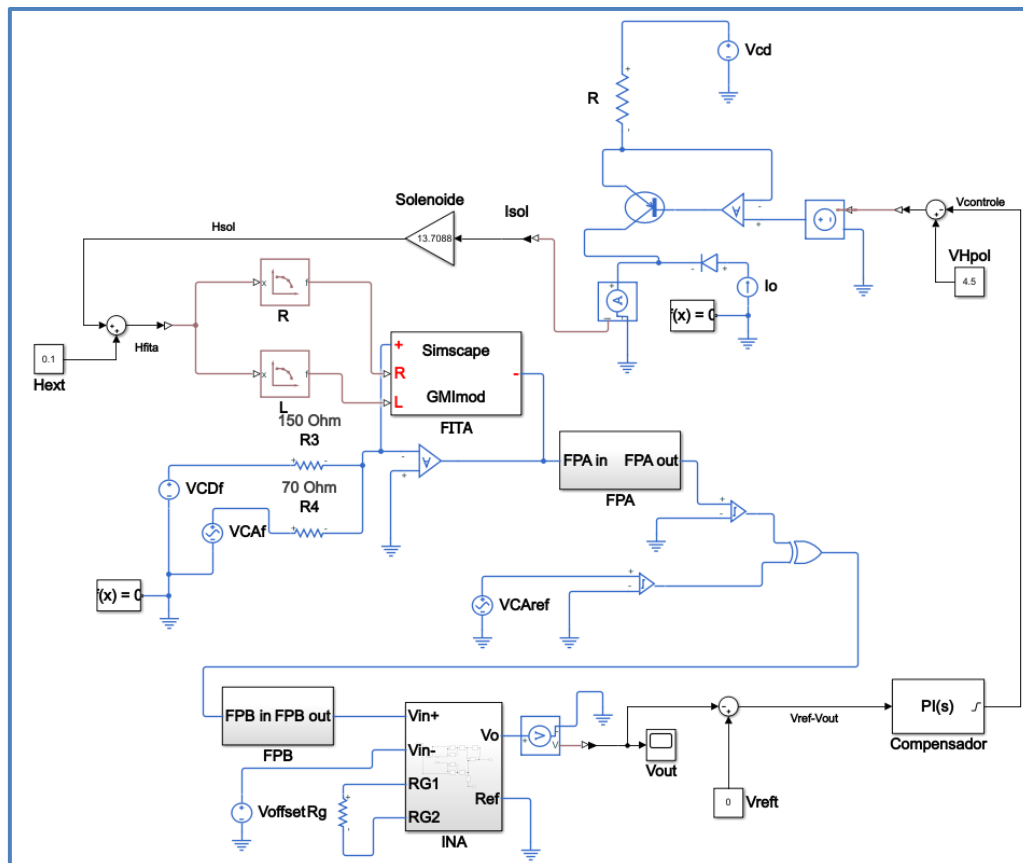 Vcd
R
Solenoide
Isol
Hsol
13.7088
A
Vcontrole
VHpol
4.5
Io
f(x) = 0
A
R
x
f
0.1
Hext
Hfita
L
x
f
+
R
L
Simscape
GMImod
-
FITA
150 Ohm
R3
70 Ohm
R4
A
VCDf
VCAf
f(x) = 0
FPA in
FPA out
FPA
VCAref
FPB in
FPB out
FPB
Vin+
Vin-
RG1
RG2
Vo
Ref
INA
Voffset
Rg
V
V
Vout
Vref-Vout
0
Vreft
PI(s)
Compensador